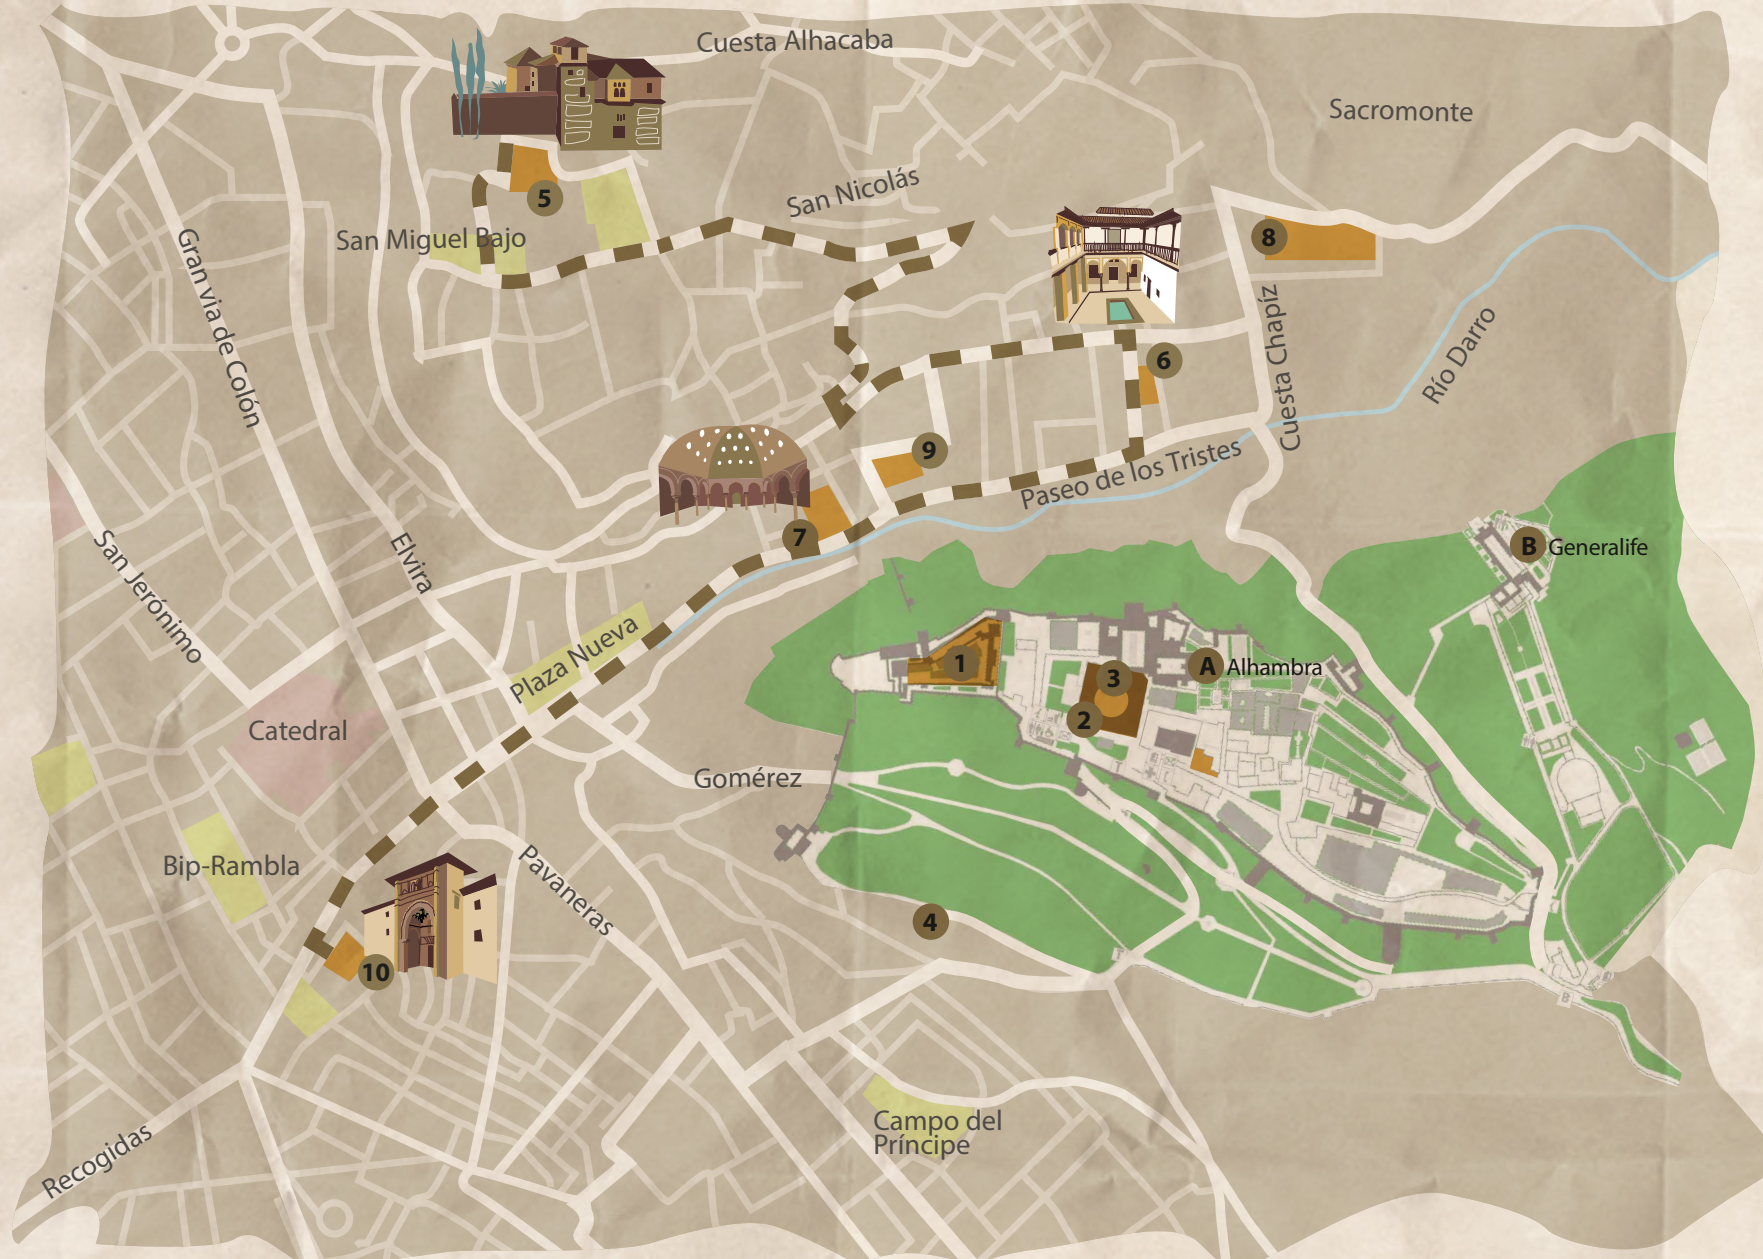 Cuesta Alhacaba
Sacromonte
San Nicolás
5
San Miguel Bajo
8
Gran via de Colón
Cuesta Chapíz
Río Darro
6
9
Paseo de los Tristes
7
Elvira
San Jerónimo
B Generalife
Plaza Nueva
1
3
A Alhambra
2
Catedral
Gomérez
Bip-Rambla
Pavaneras
4
10
Campo del
Príncipe
Recogidas